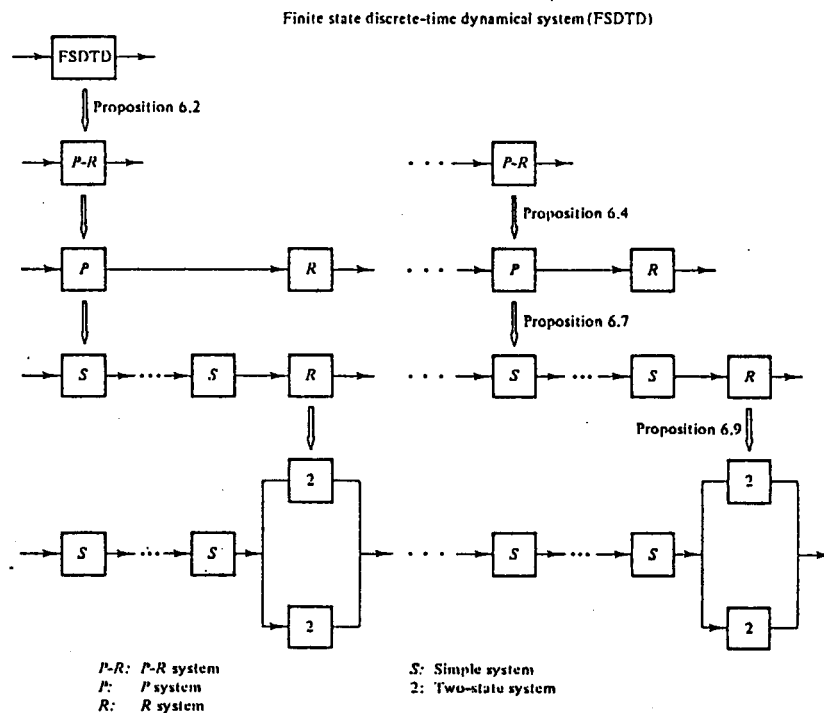 Finite state discrete-time dynamical system (FSDTD)
FSDTD
Proposition 6.2
P-R . . . P-R
Proposition 6.4
P R . . . P R
Proposition 6.7
S ... S R . . . S ... S R
Proposition 6.9
2 2
S ... S . . . S ... S
2 2
P-R: P-R system
P: P system
R: R system
S: Simple system
2: Two-state system